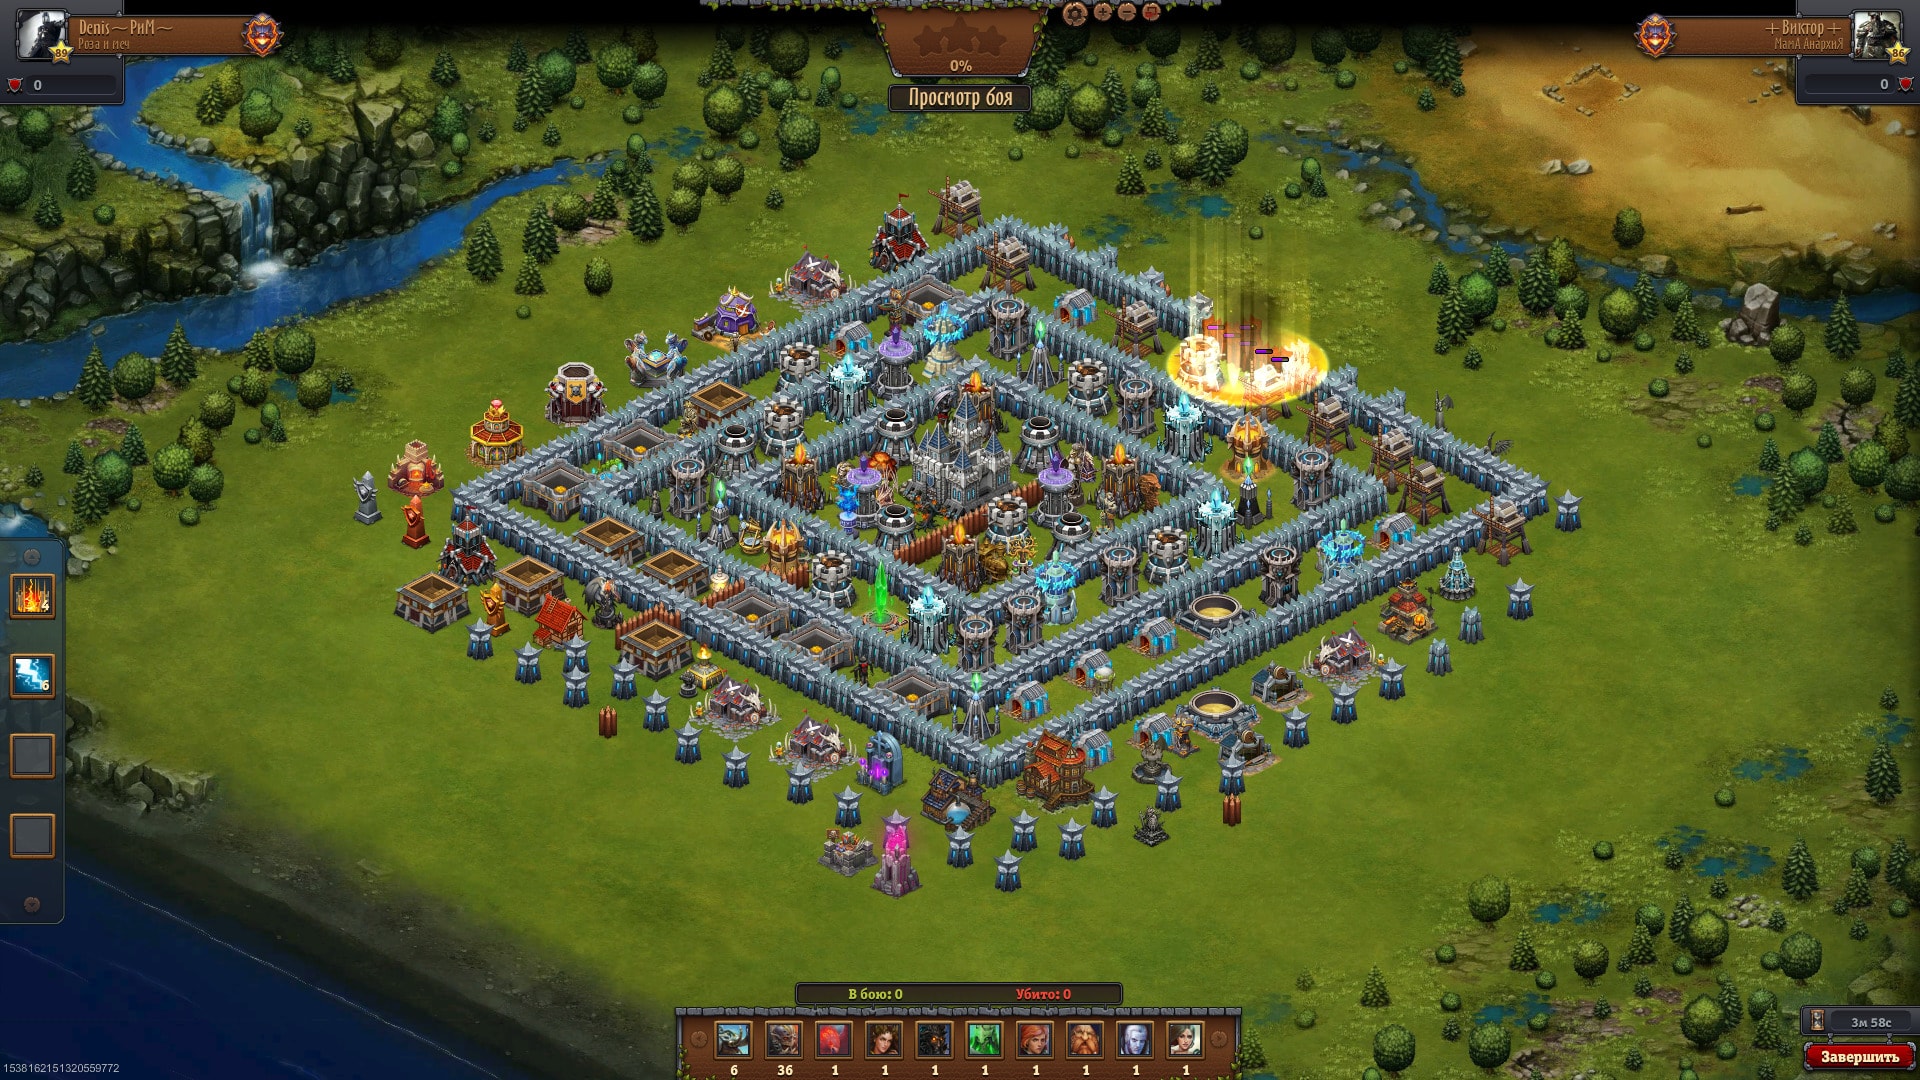 Denis~РиМ~
Роза и меч
89
0
0%
Просмотр боя
+Виктор+
МамА АнархиЯ
86
0
4
6
В бою: 0
Убито: 0
6 36 1 1 1 1 1 1 1 1
3м 58с
Завершить
1538162151320559772